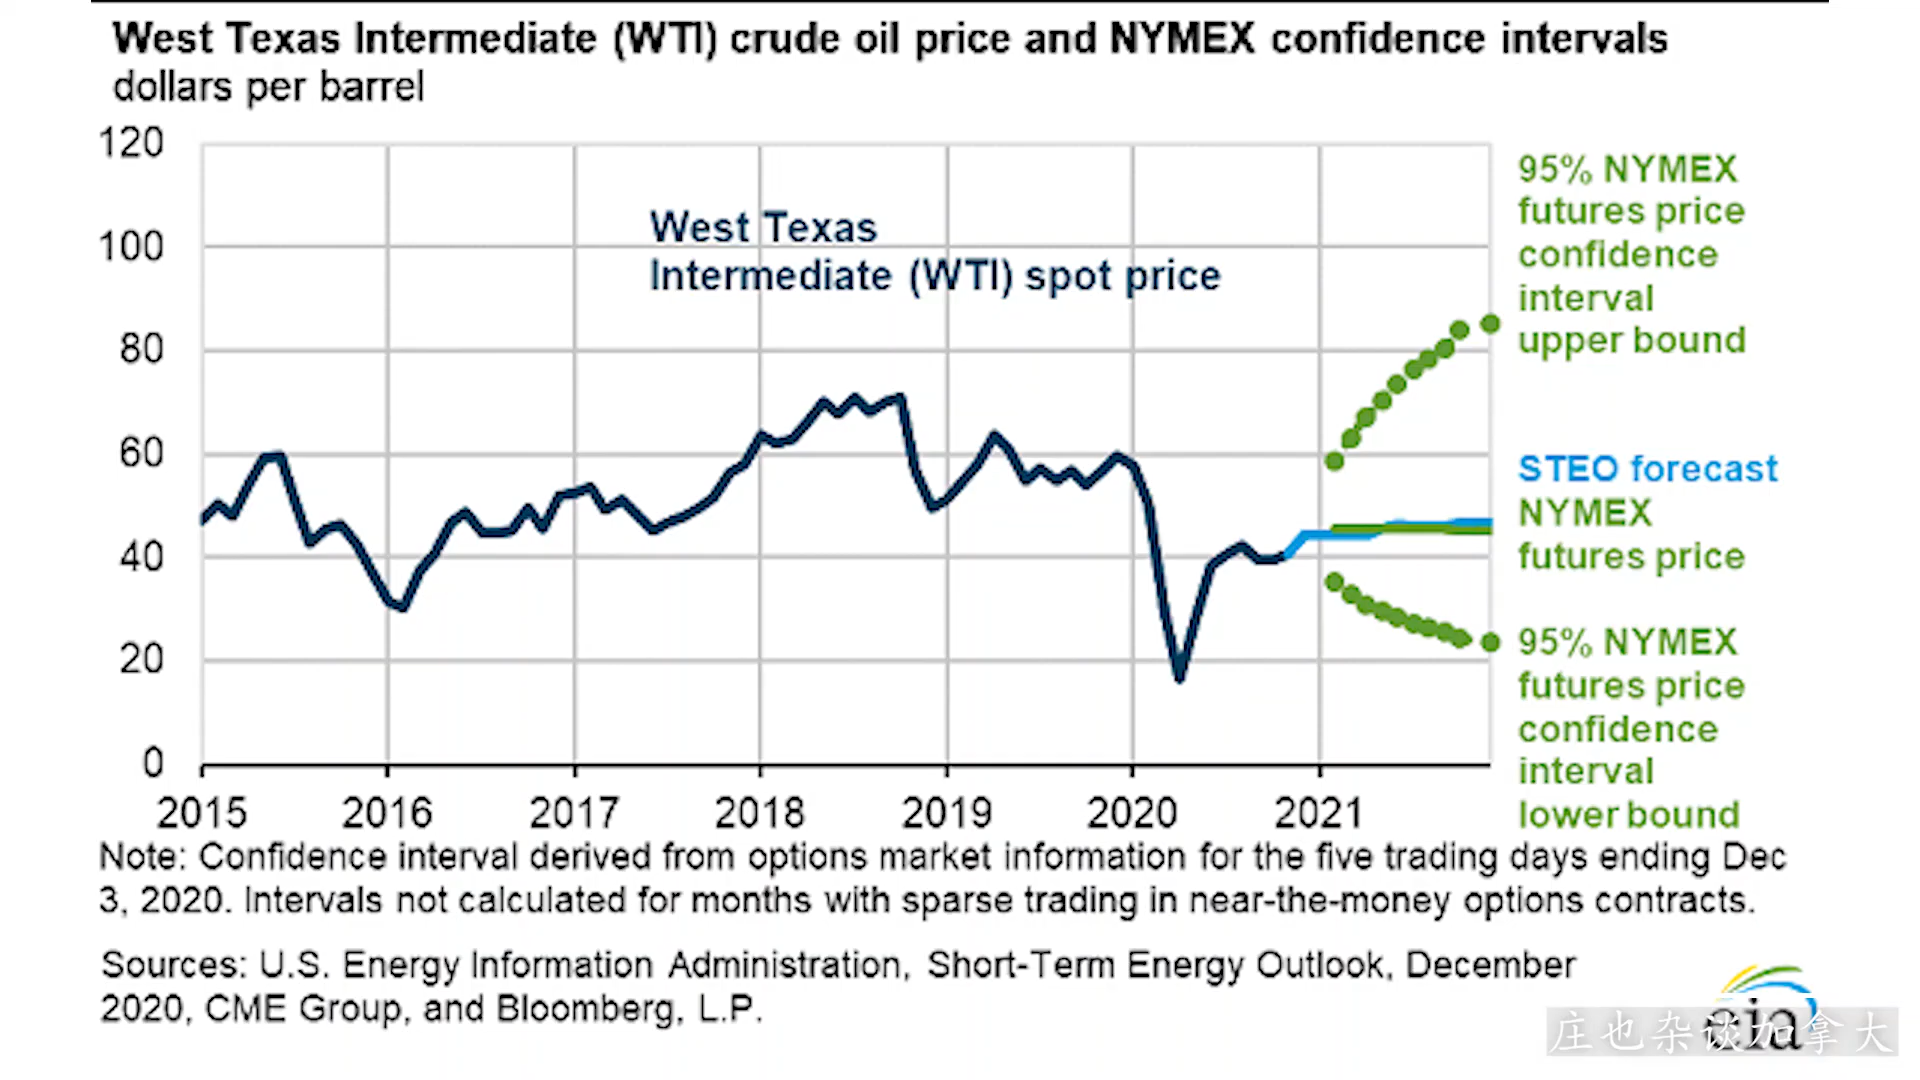 West Texas Intermediate (WTI) crude oil price and NYMEX confidence intervals
dollars per barrel
120
100
80
60
40
20
0
West Texas
Intermediate (WTI) spot price
95% NYMEX
futures price
confidence
interval
upper bound
STEO forecast
NYMEX
futures price
95% NYMEX
futures price
confidence
interval
lower bound
2015 2016 2017 2018 2019 2020 2021
Note: Confidence interval derived from options market information for the five trading days ending Dec
3, 2020. Intervals not calculated for months with sparse trading in near-the-money options contracts.
Sources: U.S. Energy Information Administration, Short-Term Energy Outlook, December
2020, CME Group, and Bloomberg, L.P.
eia
庄也杂谈加拿大